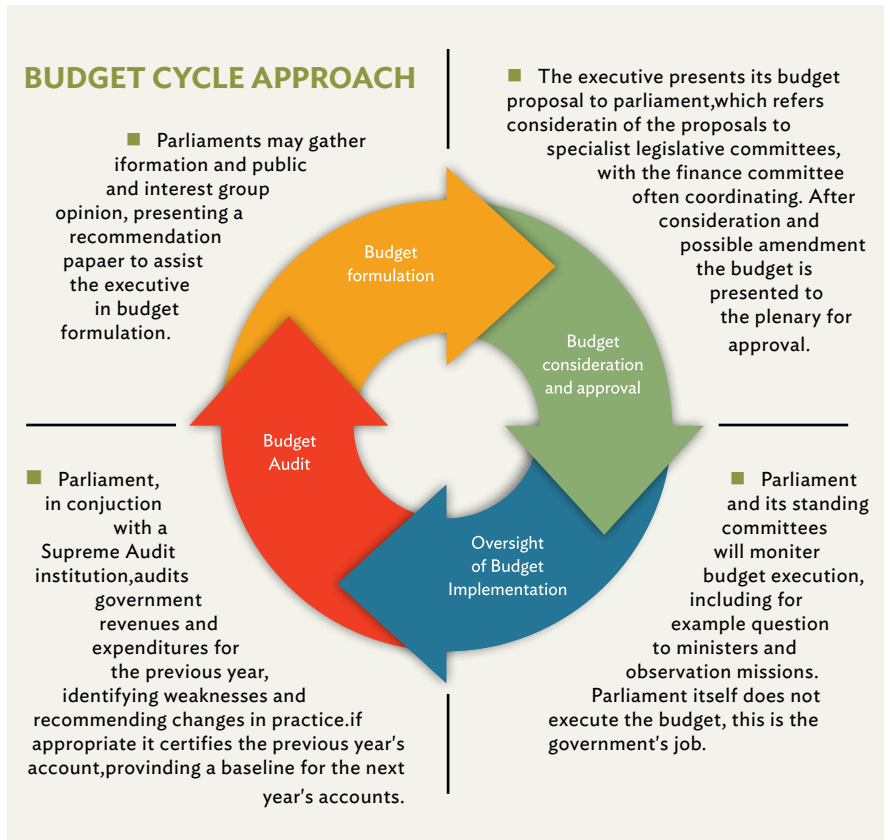 BUDGET CYCLE APPROACH
■ Parliaments may gather
iformation and public
and interest group
opinion, presenting a
recommendation
papaer to assist
the executive
in budget
formulation.
■ The executive presents its budget
proposal to parliament,which refers
consideratin of the proposals to
specialist legislative committees,
with the finance committee
often coordinating. After
consideration and
possible amendment
the budget is
presented to
the plenary for
approval.
Budget
formulation
Budget
consideration
and approval
Budget
Audit
Oversight
of Budget
Implementation
■ Parliament,
in conjuction
with a
Supreme Audit
institution,audits
government
revenues and
expenditures for
the previous year,
identifying weaknesses and
recommending changes in practice.if
appropriate it certifies the previous year's
account,provinding a baseline for the next
year's accounts.
■ Parliament
and its standing
committees
will moniter
budget execution,
including for
example question
to ministers and
observation missions.
Parliament itself does not
execute the budget, this is the
government's job.